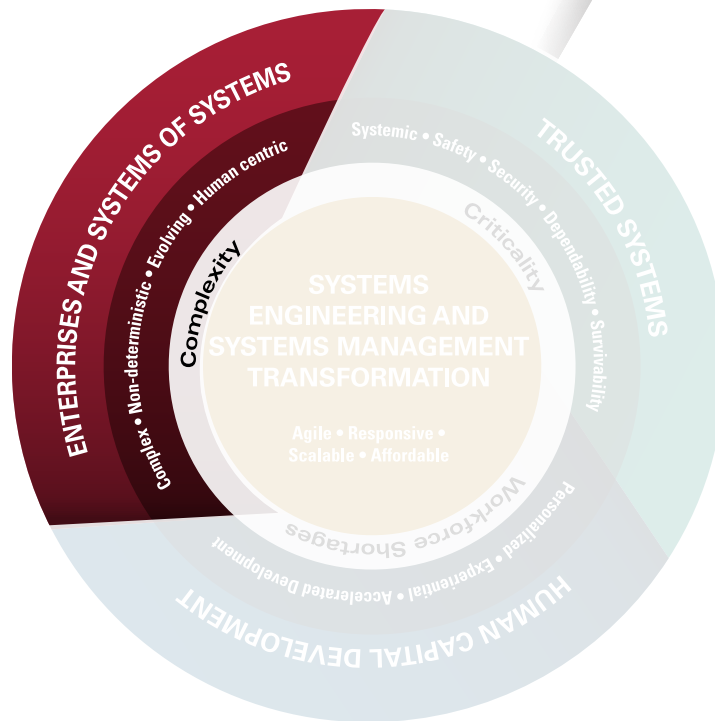 ENTERPRISES AND SYSTEMS OF SYSTEMS
Complex • Non-deterministic • Evolving • Human centric
Complexity
TRUSTED SYSTEMS
Systemic • Safety • Security • Dependability • Survivability
Criticality
SYSTEMS
ENGINEERING AND
SYSTEMS MANAGEMENT
TRANSFORMATION
Agile • Responsive •
Scalable • Affordable
Workforce Shortages
Personalized • Experiential • Accelerated Development
HUMAN CAPITAL DEVELOPMENT